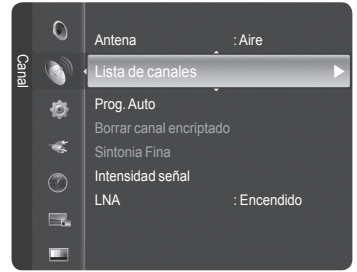 Canal
Antena : Aire
Lista de canales
Prog. Auto
Borrar canal encriptado
Sintonia Fina
Intensidad señal
LNA : Encendido